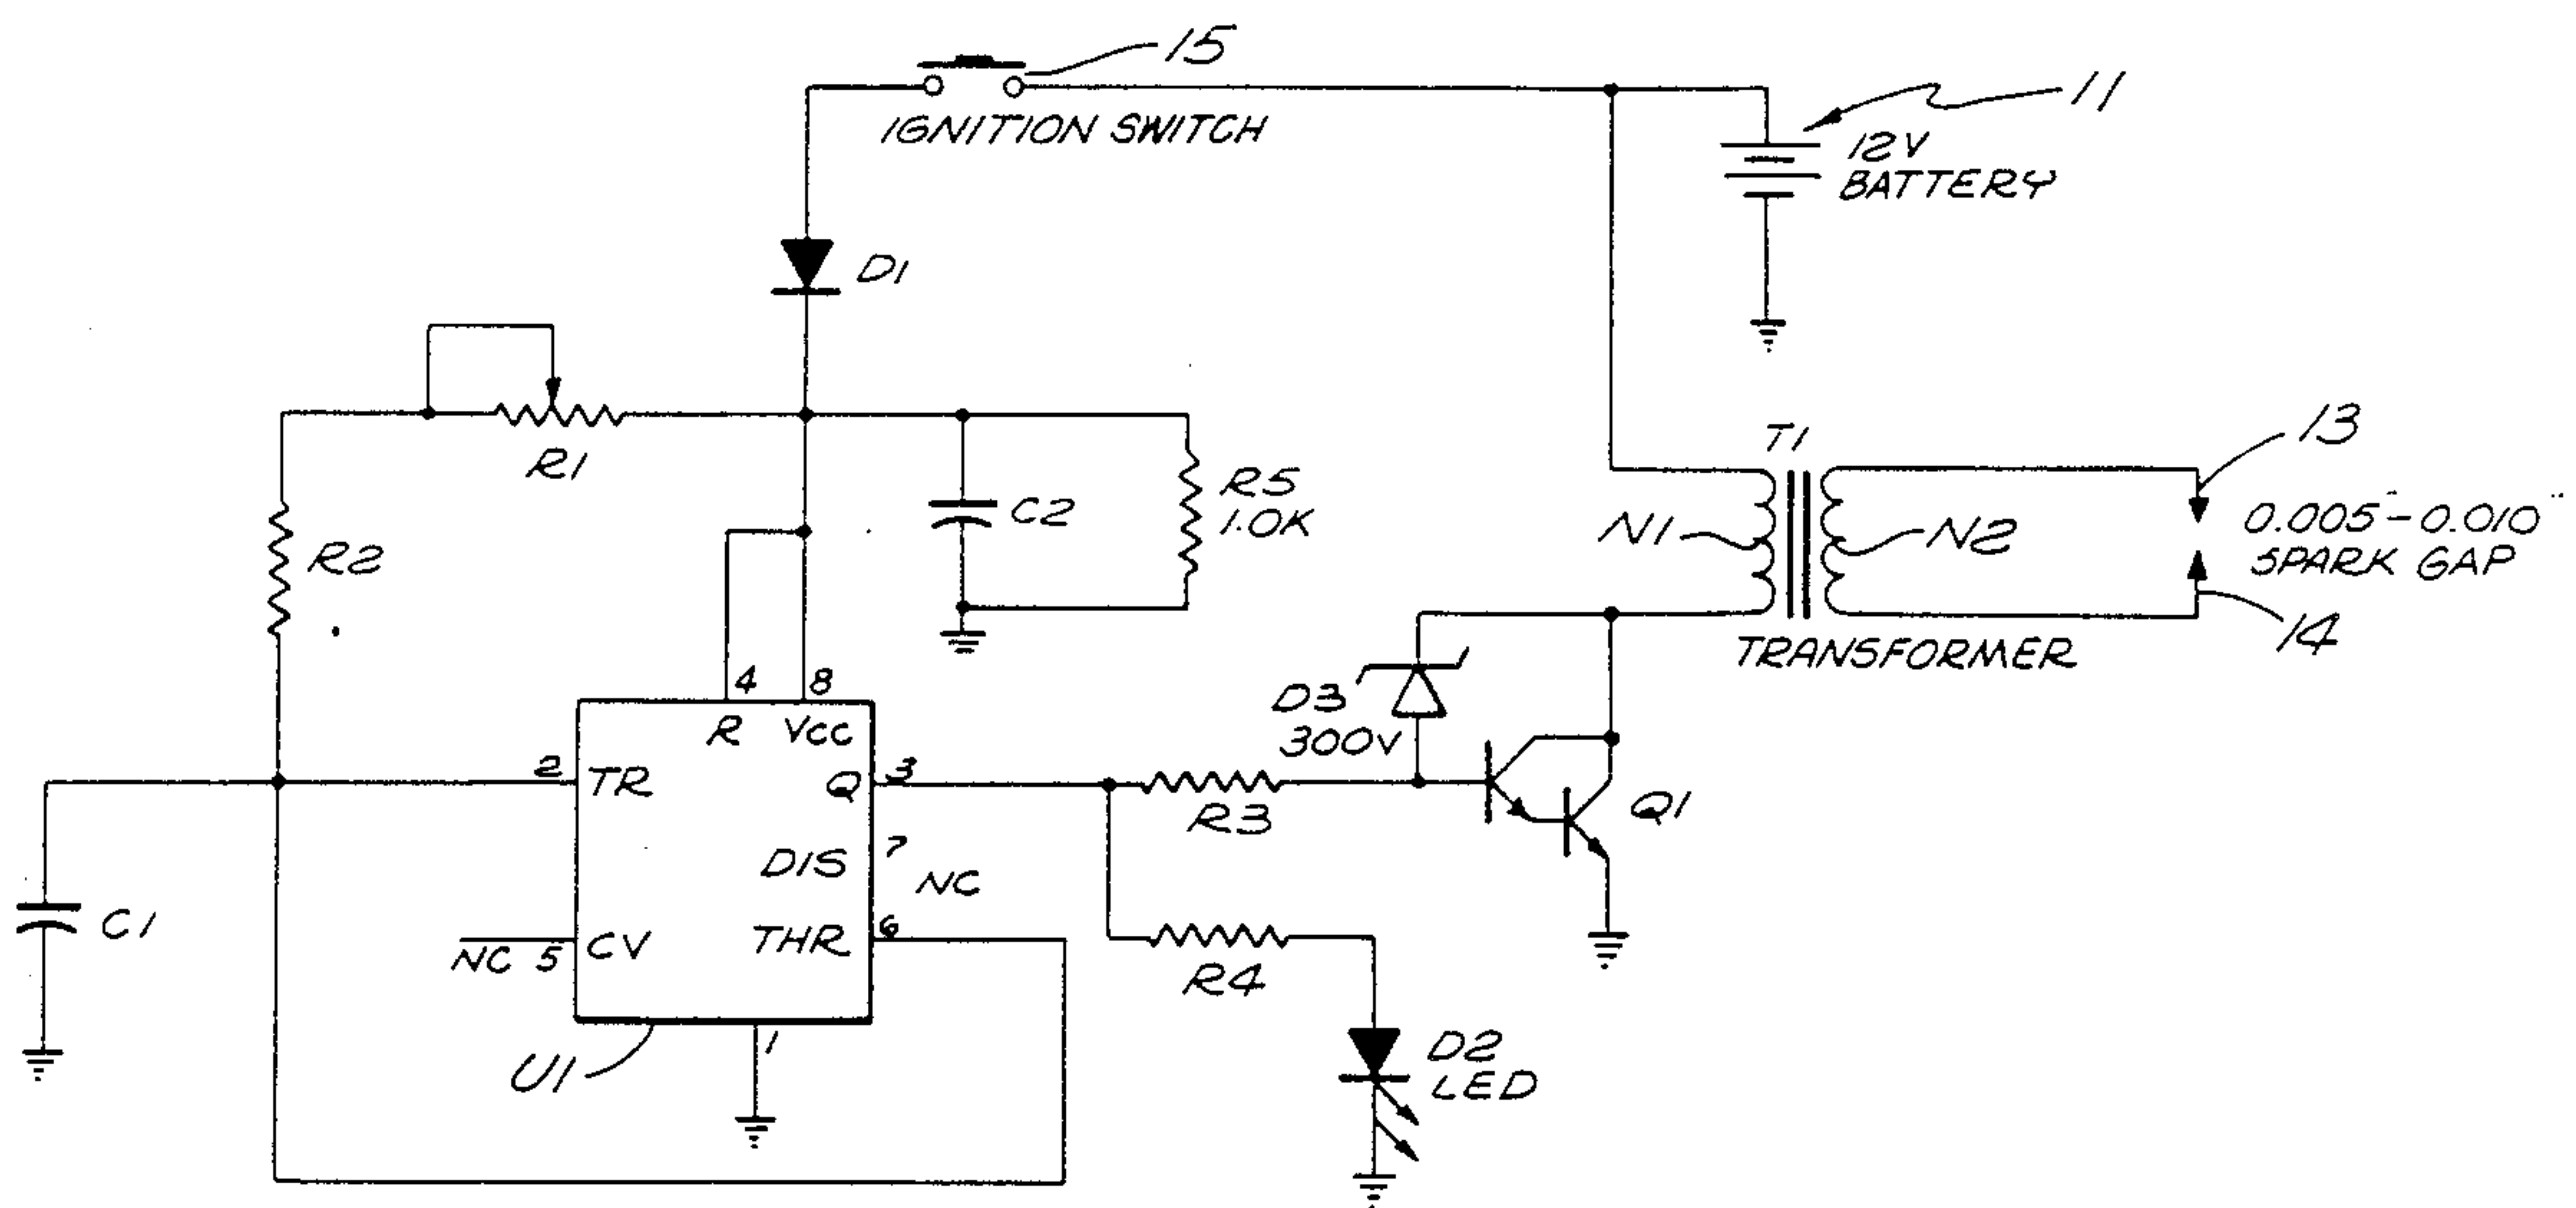 15
IGNITION SWITCH
11
12V
BATTERY
D1
R1
C2
R5
1.0K
R2
T1
N1
N2
13
0.005"-0.010"
SPARK GAP
14
TRANSFORMER
4
8
R
VCC
D3
300V
2
TR
Q
3
R3
Q1
7
DIS
NC
C1
NC 5
CV
THR
6
R4
U1
1
D2
LED